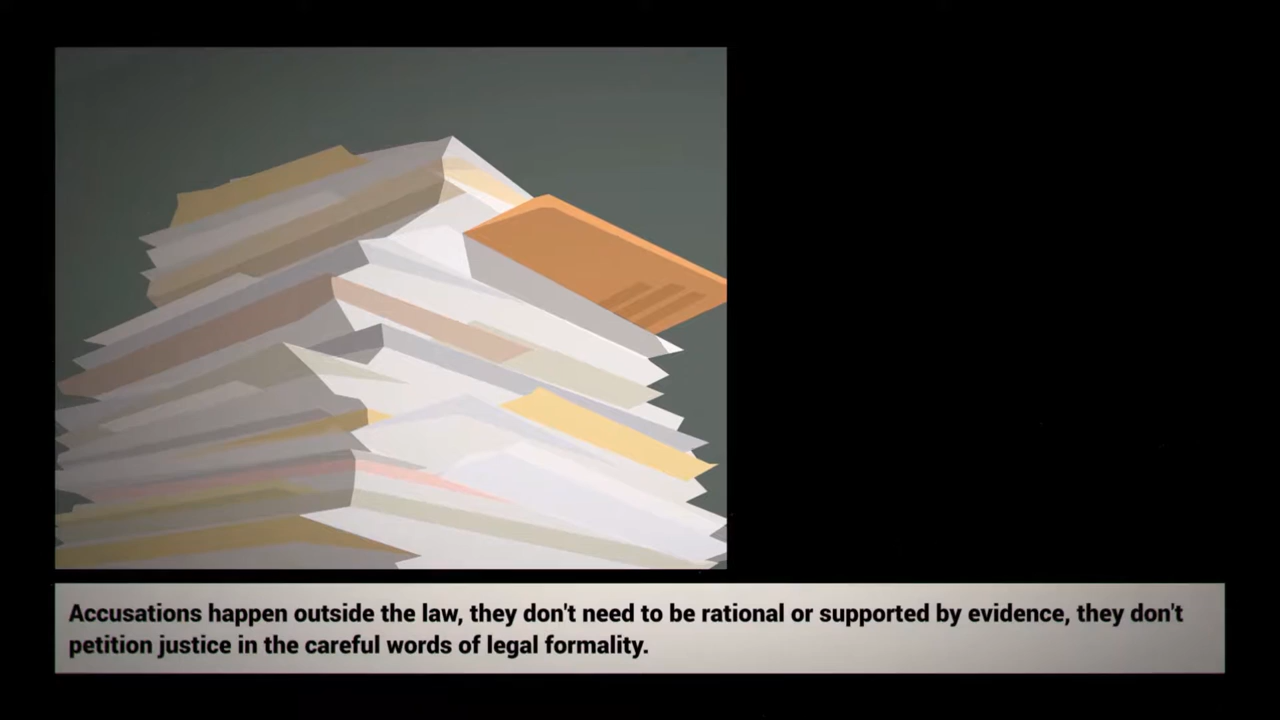 Accusations happen outside the law, they don't need to be rational or supported by evidence, they don't
petition justice in the careful words of legal formality.